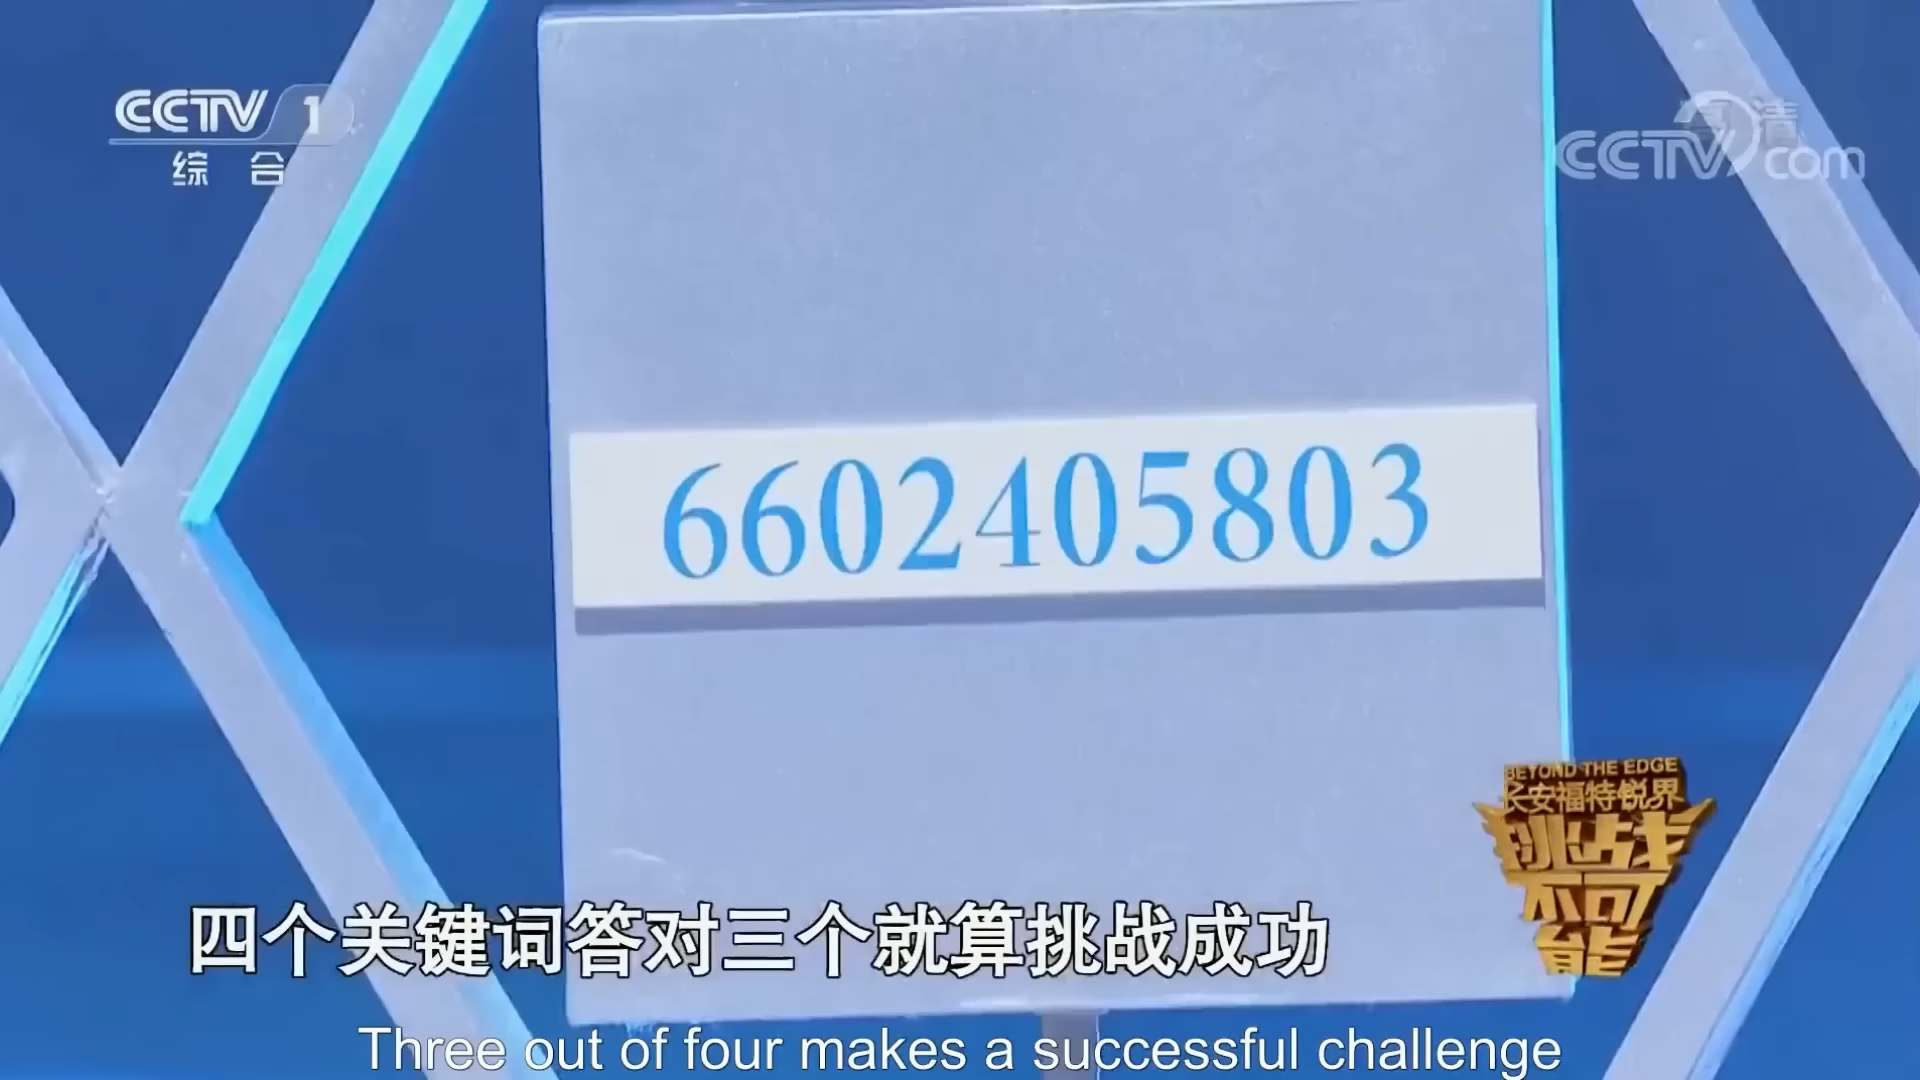 CCTV 1
综合
高清
CCTV.com
6602405803
BEYOND THE EDGE
长安福特锐界
挑战
不可
能
四个关键词答对三个就算挑战成功
Three out of four makes a successful challenge